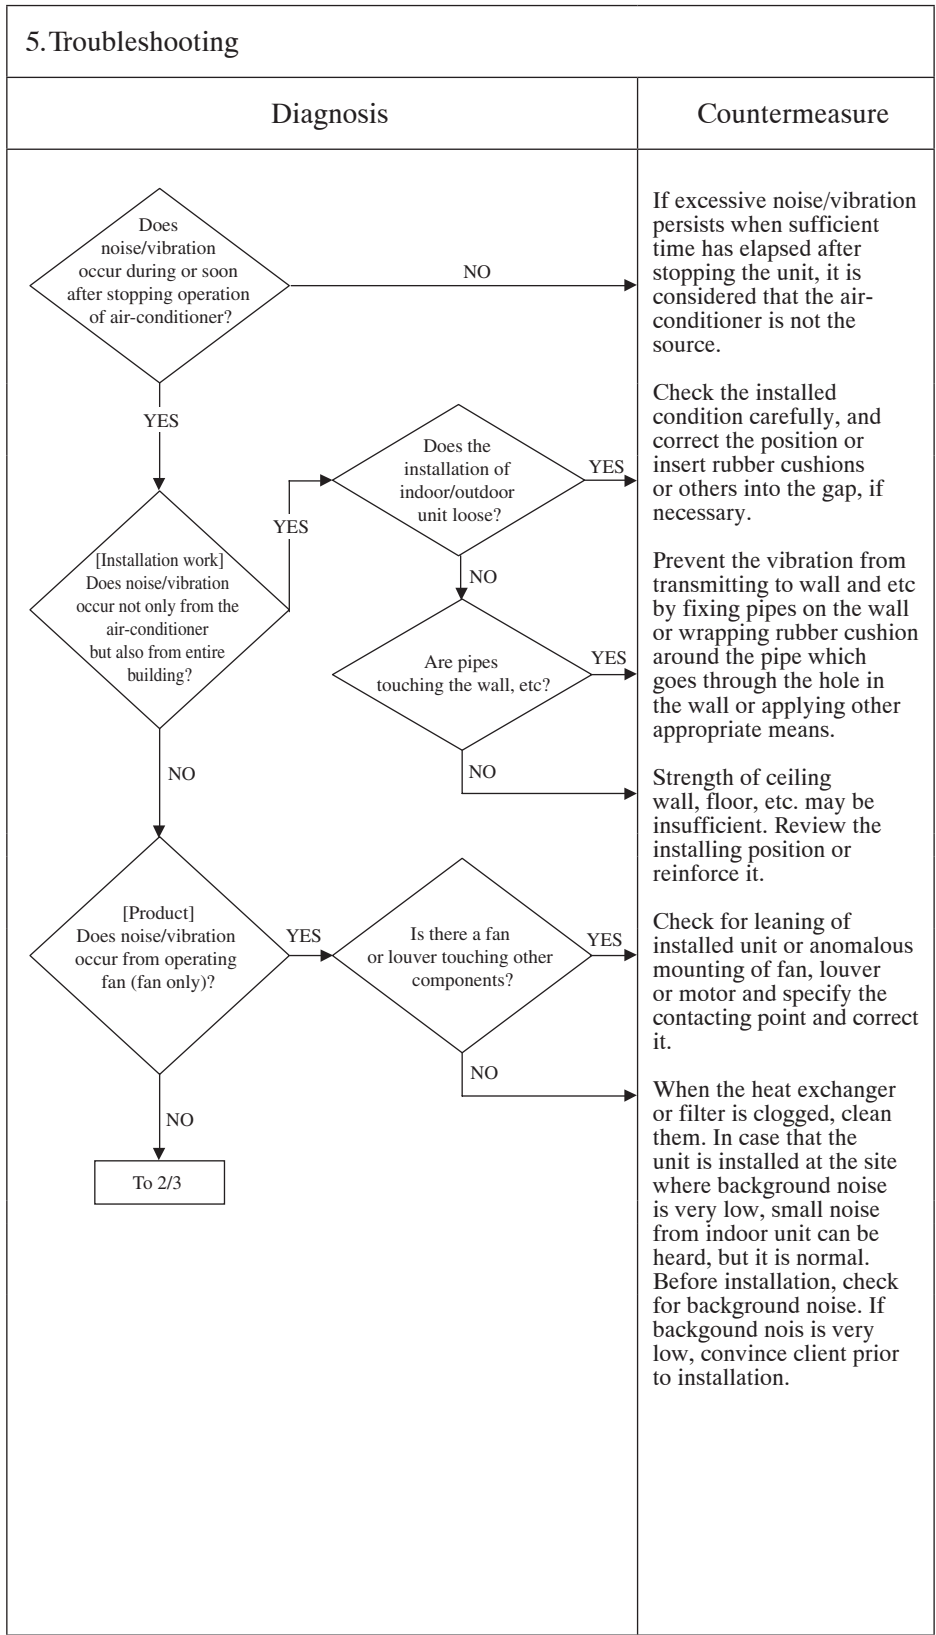 5.Troubleshooting
Diagnosis
Countermeasure
Does
noise/vibration
occur during or soon
after stopping operation
of air-conditioner?
NO
If excessive noise/vibration
persists when sufficient
time has elapsed after
stopping the unit, it is
considered that the air-
conditioner is not the
source.
YES
[Installation work]
Does noise/vibration
occur not only from the
air-conditioner
but also from entire
building?
YES
Does the
installation of
indoor/outdoor
unit loose?
YES
Check the installed
condition carefully, and
correct the position or
insert rubber cushions
or others into the gap, if
necessary.
NO
Are pipes
touching the wall, etc?
YES
Prevent the vibration from
transmitting to wall and etc
by fixing pipes on the wall
or wrapping rubber cushion
around the pipe which
goes through the hole in
the wall or applying other
appropriate means.
NO
Strength of ceiling
wall, floor, etc. may be
insufficient. Review the
installing position or
reinforce it.
NO
[Product]
Does noise/vibration
occur from operating
fan (fan only)?
YES
Is there a fan
or louver touching other
components?
YES
Check for leaning of
installed unit or anomalous
mounting of fan, louver
or motor and specify the
contacting point and correct
it.
NO
When the heat exchanger
or filter is clogged, clean
them. In case that the
unit is installed at the site
where background noise
is very low, small noise
from indoor unit can be
heard, but it is normal.
Before installation, check
for background noise. If
backgound nois is very
low, convince client prior
to installation.
NO
To 2/3